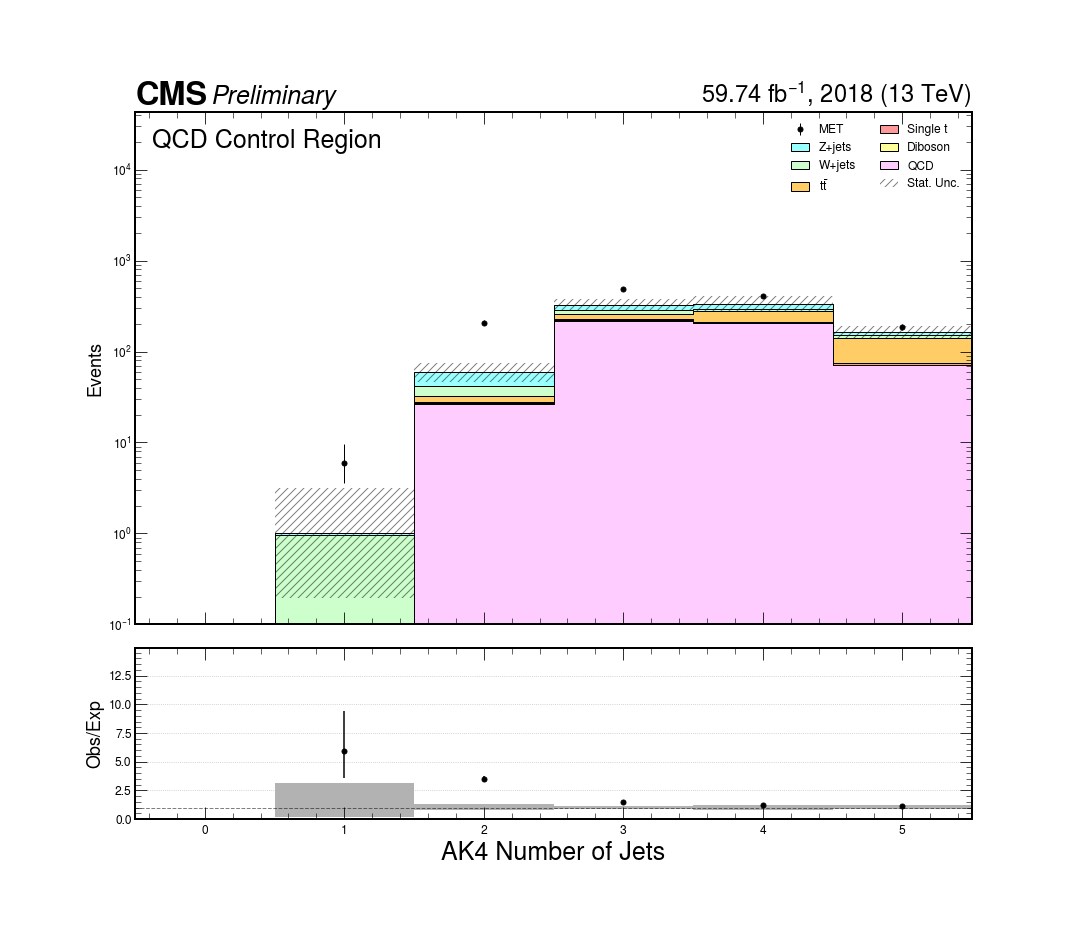 CMS Preliminary
59.74 fb⁻¹, 2018 (13 TeV)
QCD Control Region
MET
Z+jets
W+jets
tt̄
Single t
Diboson
QCD
Stat. Unc.
Events
10⁴
10³
10²
10¹
10⁰
10⁻¹
Obs/Exp
12.5
10.0
7.5
5.0
2.5
0.0
0 1 2 3 4 5
AK4 Number of Jets